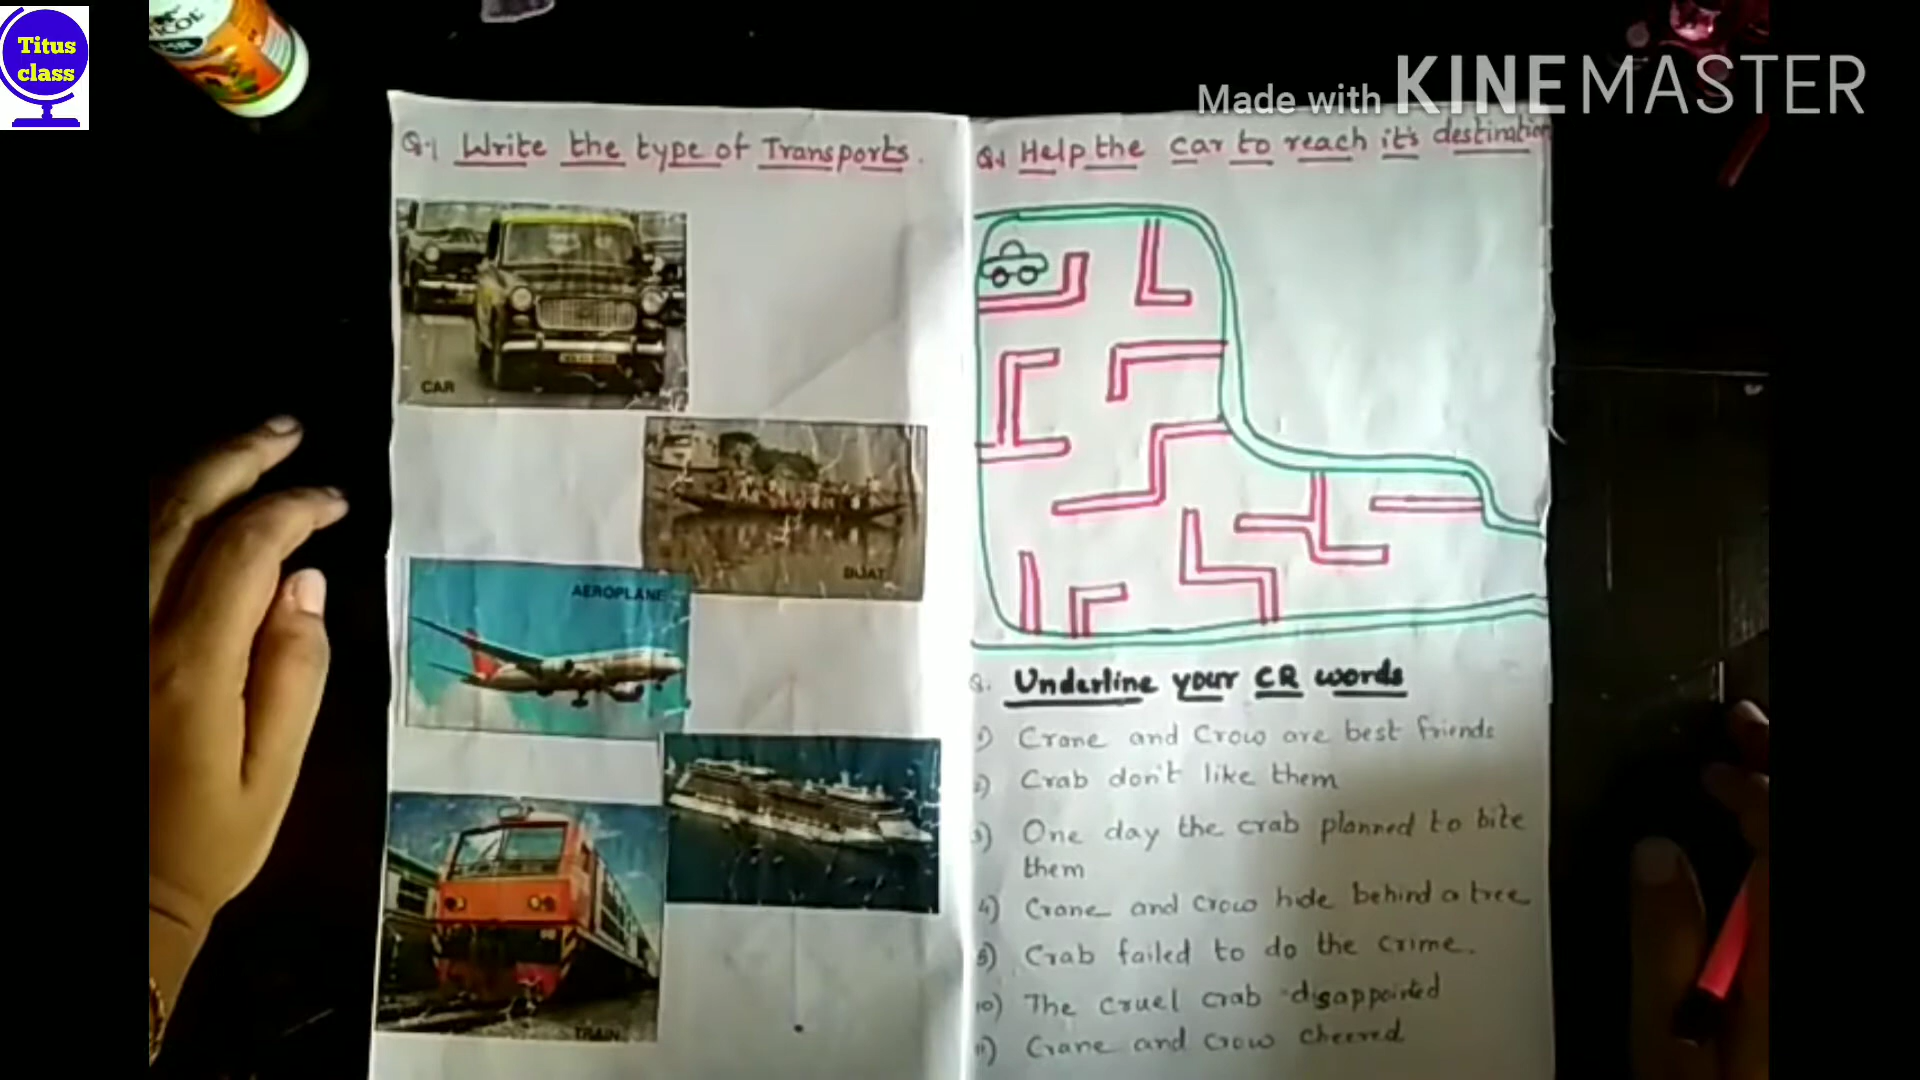 Titus
class
Made with KINEMASTER
Q.1 Write the type of Transports.
CAR
BOAT
AEROPLANE
TRAIN
Q.1 Help the car to reach it's destination
Q. Underline your CR words
1) Crane and Crow are best friends
2) Crab don't like them
3) One day the crab planned to bite
them
4) Crane and crow hide behind a tree
5) Crab failed to do the crime.
10) The cruel crab disappointed
11) Crane and crow cheered